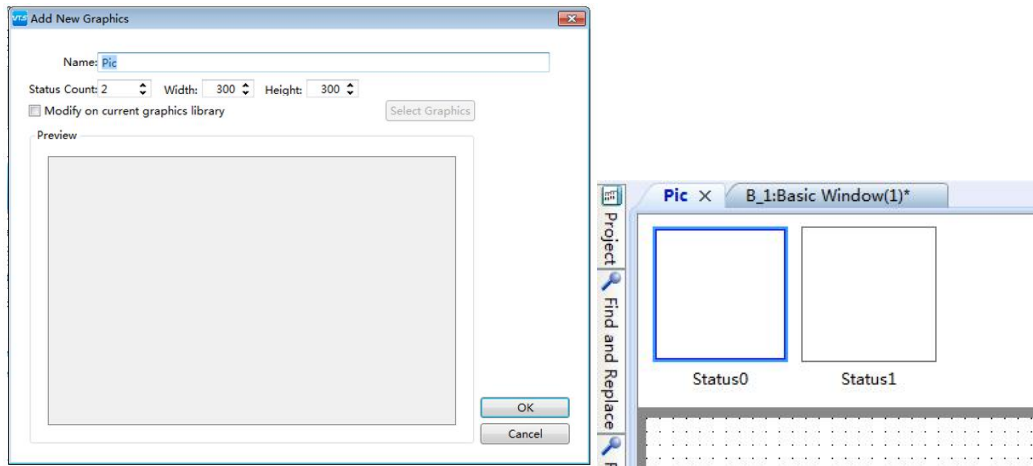 VTS Add New Graphics
Name: Pic
Status Count: 2 Width: 300 Height: 300
Modify on current graphics library Select Graphics
Preview
OK
Cancel
Project
Find and Replace
Pic B_1:Basic Window(1)*
Status0 Status1